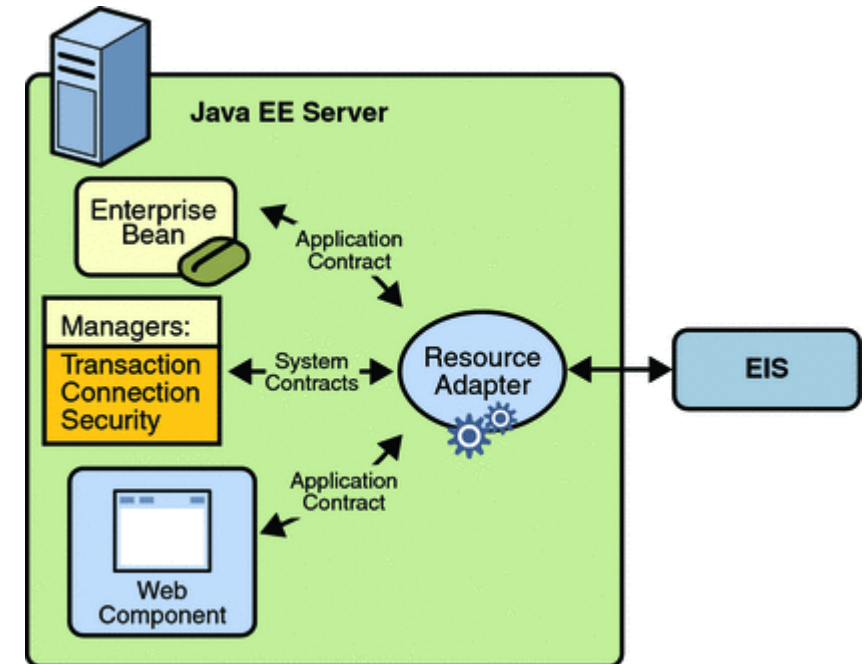 Java EE Server
Enterprise
Bean
Application
Contract
Managers:
Transaction
Connection
Security
System
Contracts
Resource
Adapter
EIS
Application
Contract
Web
Component